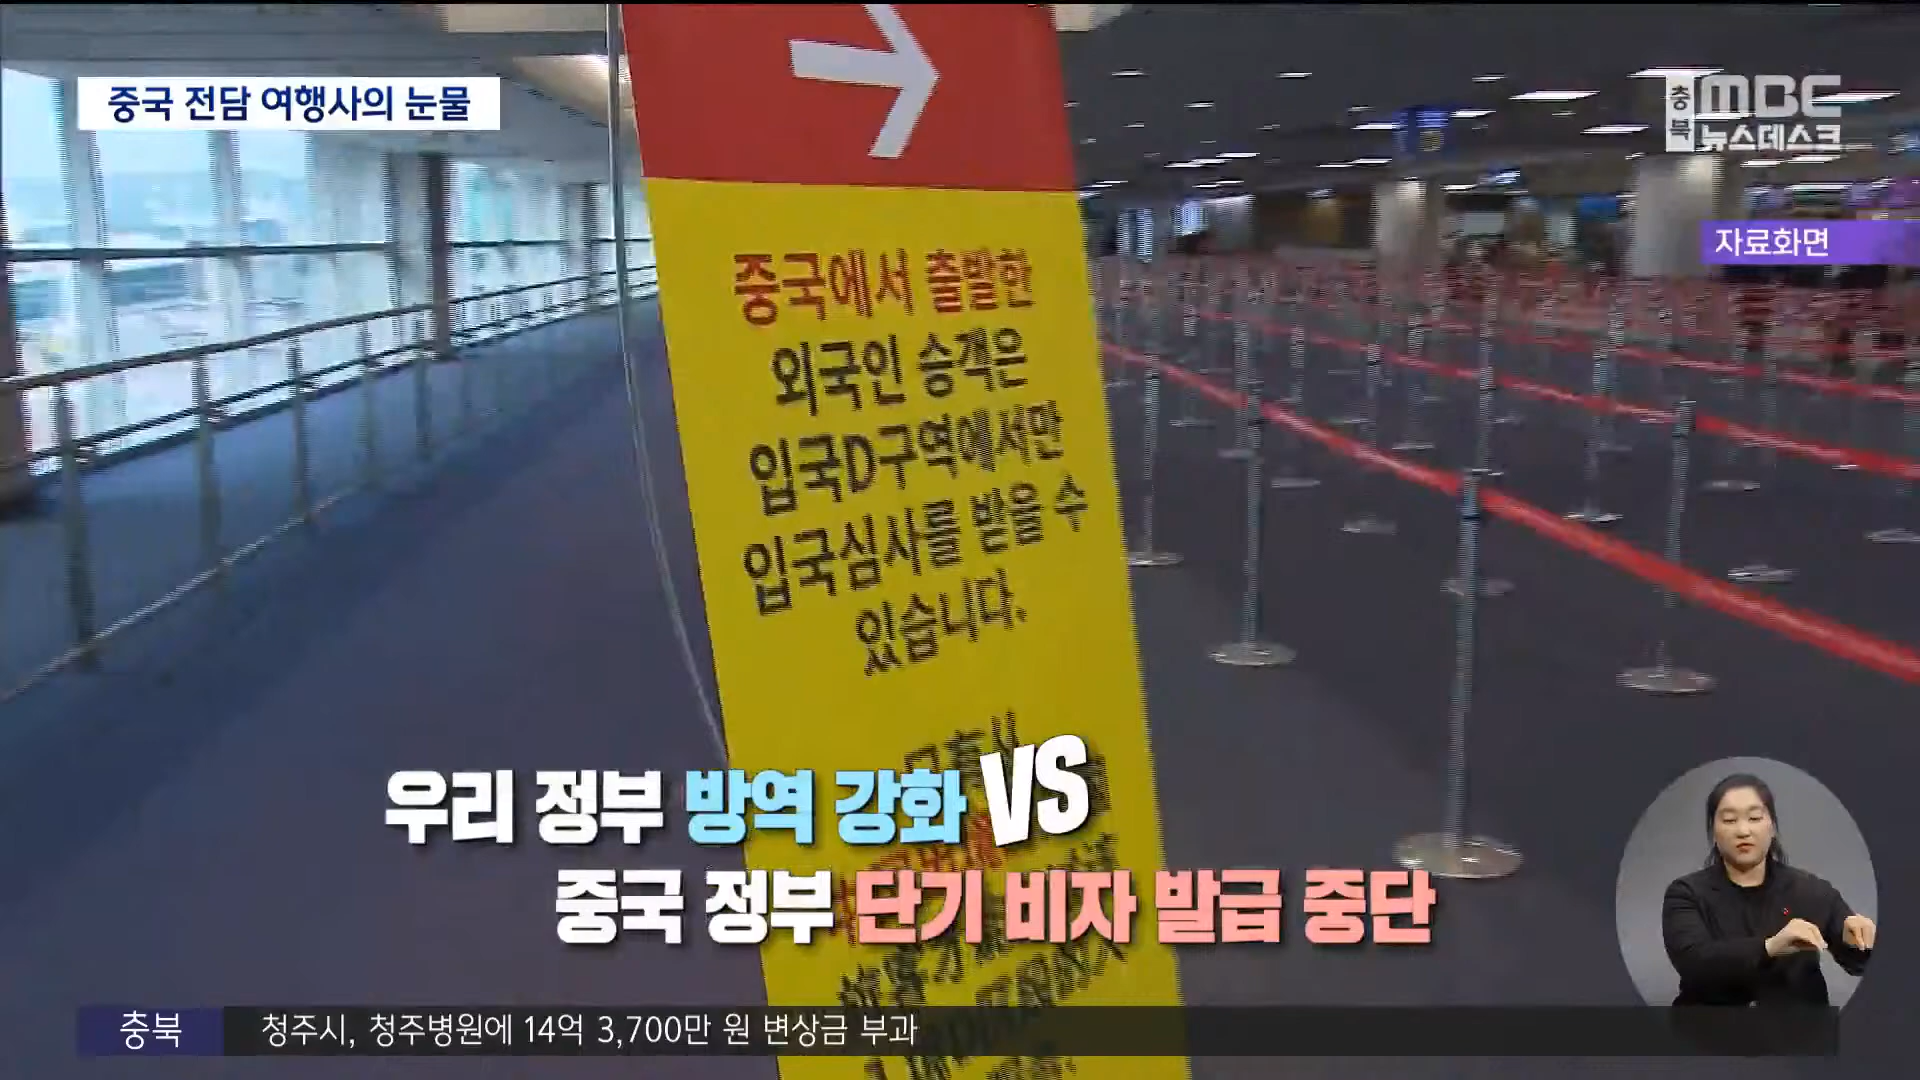 중국 전담 여행사의 눈물
충북
MBC
뉴스데스크
자료화면
중국에서 출발한
외국인 승객은
입국D구역에서만
입국심사를 받을 수
있습니다.
우리 정부 방역 강화 VS
중국 정부 단기 비자 발급 중단
충북
청주시, 청주병원에 14억 3,700만 원 변상금 부과